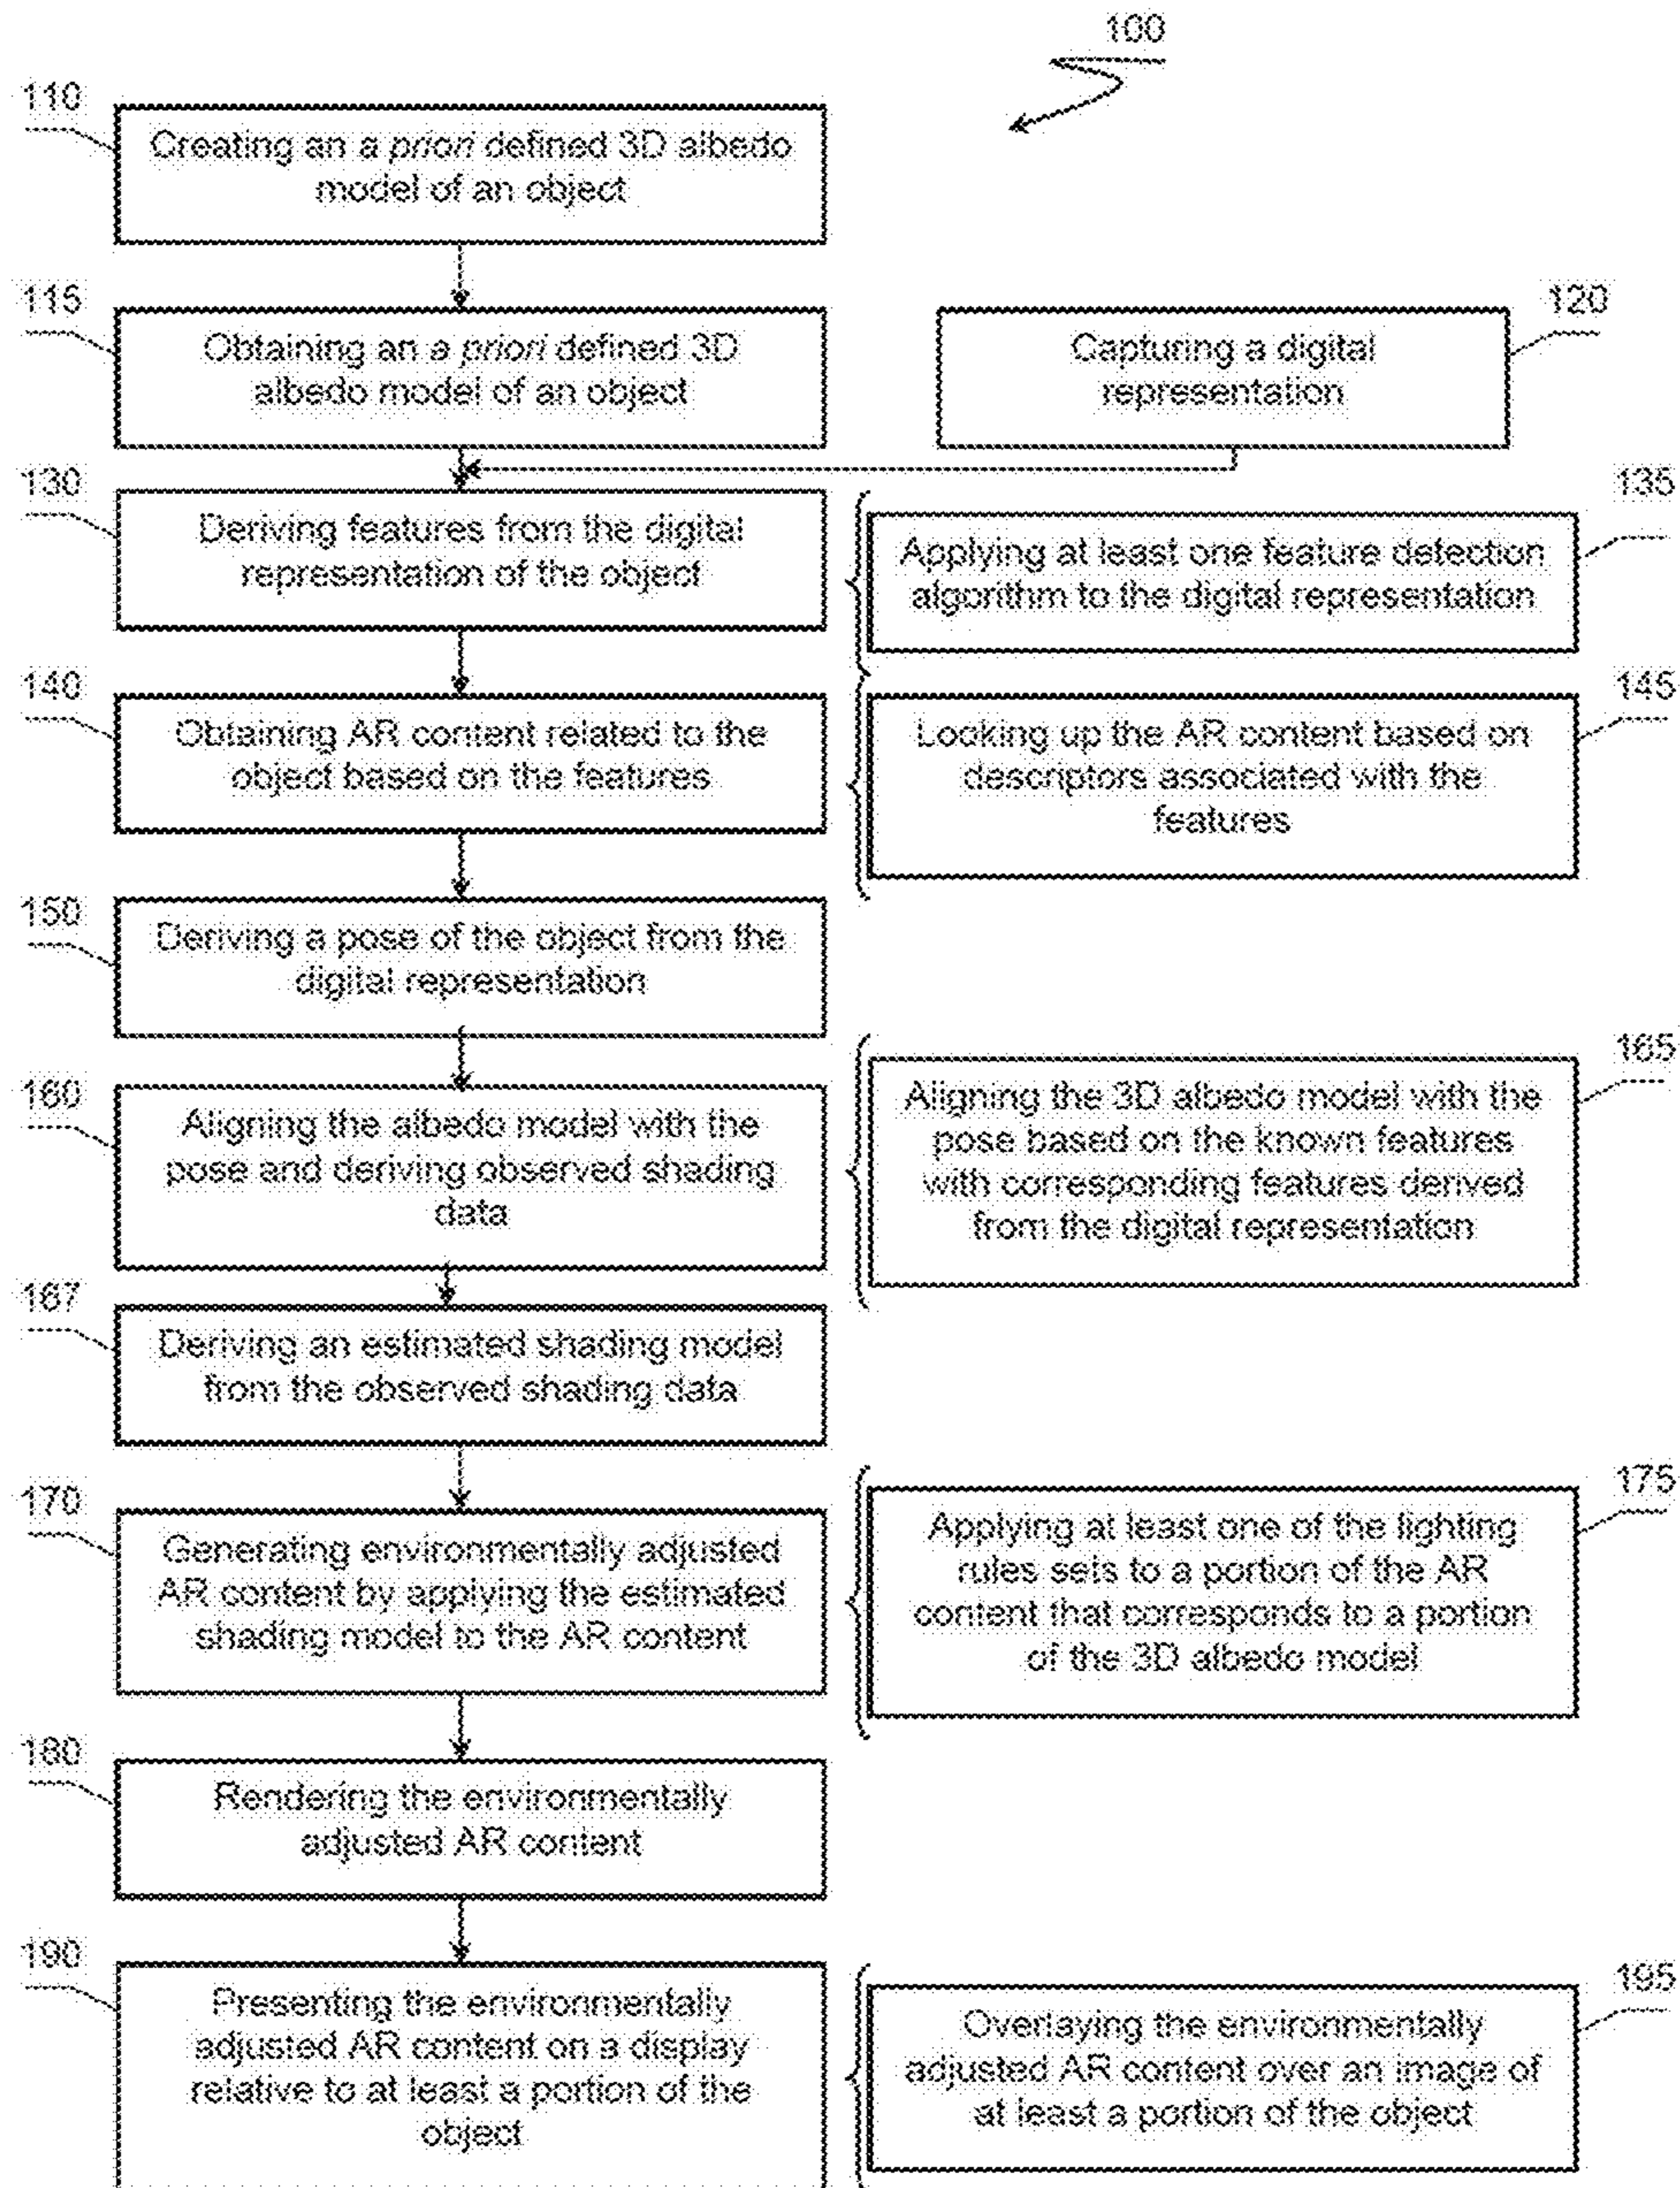 100
110
Creating an a priori defined 3D albedo
model of an object
115
Obtaining an a priori defined 3D
albedo model of an object
120
Capturing a digital
representation
130
Deriving features from the digital
representation of the object
135
Applying at least one feature detection
algorithm to the digital representation
140
Obtaining AR content related to the
object based on the features
145
Looking up the AR content based on
descriptors associated with the
features
150
Deriving a pose of the object from the
digital representation
160
Aligning the albedo model with the
pose and deriving observed shading
data
165
Aligning the 3D albedo model with the
pose based on the known features
with corresponding features derived
from the digital representation
167
Deriving an estimated shading model
from the observed shading data
170
Generating environmentally adjusted
AR content by applying the estimated
shading model to the AR content
175
Applying at least one of the lighting
rules sets to a portion of the AR
content that corresponds to a portion
of the 3D albedo model
180
Rendering the environmentally
adjusted AR content
190
Presenting the environmentally
adjusted AR content on a display
relative to at least a portion of the
object
195
Overlaying the environmentally
adjusted AR content over an image of
at least a portion of the object